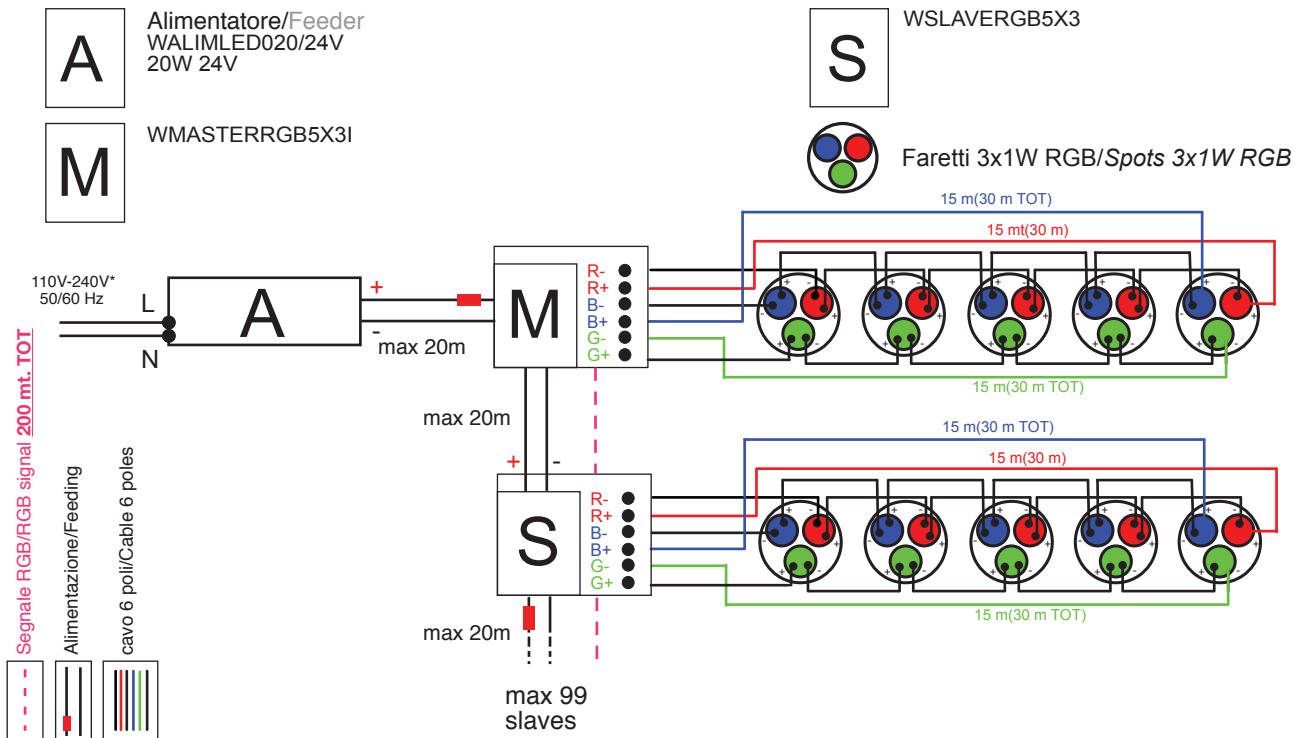 A
Alimentatore/Feeder
WALIMLED020/24V
20W 24V
M
WMASTERRGB5X3I
S
WSLAVERGB5X3
Faretti 3x1W RGB/Spots 3x1W RGB
15 m(30 m TOT)
15 mt(30 m)
110V-240V*
50/60 Hz
L
N
A
+
-
max 20m
M
R-
R+
B-
B+
G-
G+
+ - + - + - + - + -
- + - + - + - + - +
+ - + - + - + - + -
15 m(30 m TOT)
max 20m
+ -
15 m(30 m TOT)
15 m(30 m)
S
R-
R+
B-
B+
G-
G+
+ - + - + - + - + -
- + - + - + - + - +
+ - + - + - + - + -
15 m(30 m TOT)
max 20m
max 99
slaves
Segnale RGB/RGB signal 200 mt. TOT
Alimentazione/Feeding
cavo 6 poli/Cable 6 poles